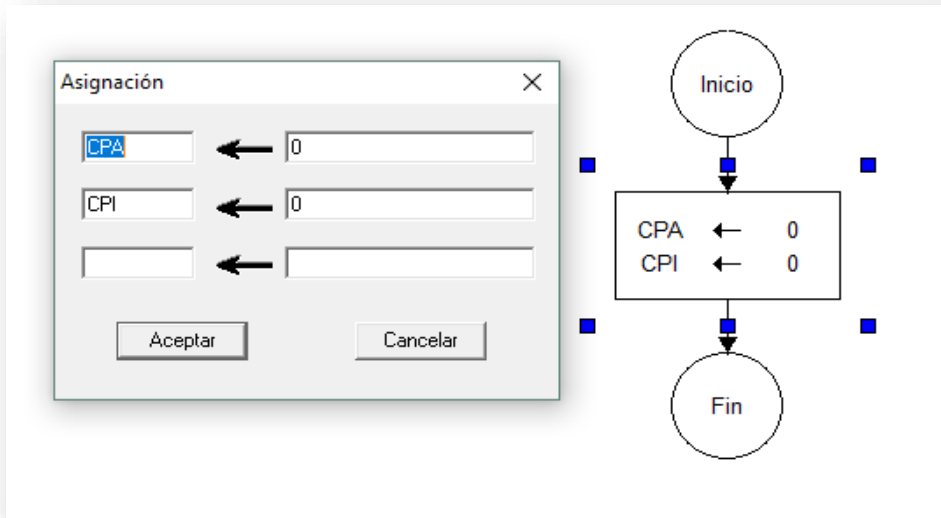 Asignación
CPA 0
CPI 0
Aceptar Cancelar
Inicio
CPA ← 0
CPI ← 0
Fin